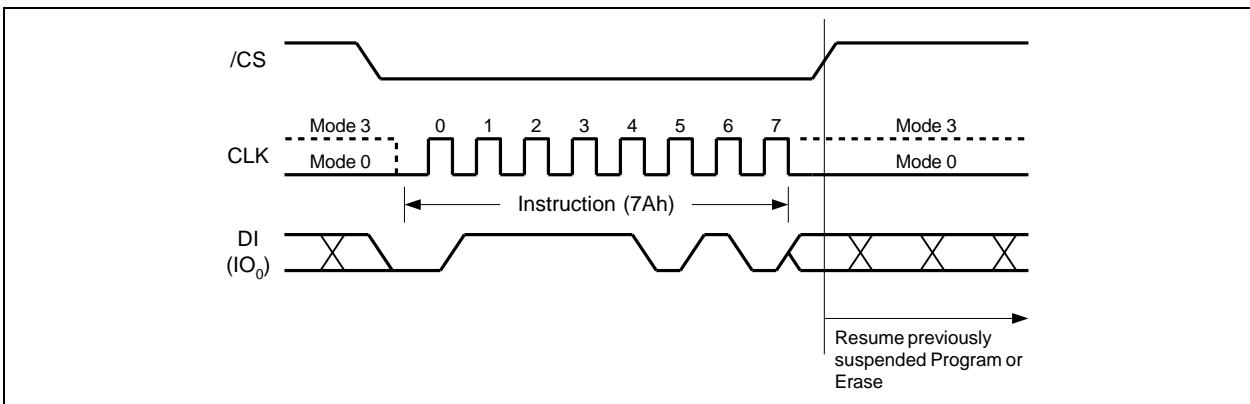 /CS
Mode 3
0 1 2 3 4 5 6 7
Mode 3
CLK
Mode 0
Mode 0
Instruction (7Ah)
DI
(IO0)
Resume previously
suspended Program or
Erase